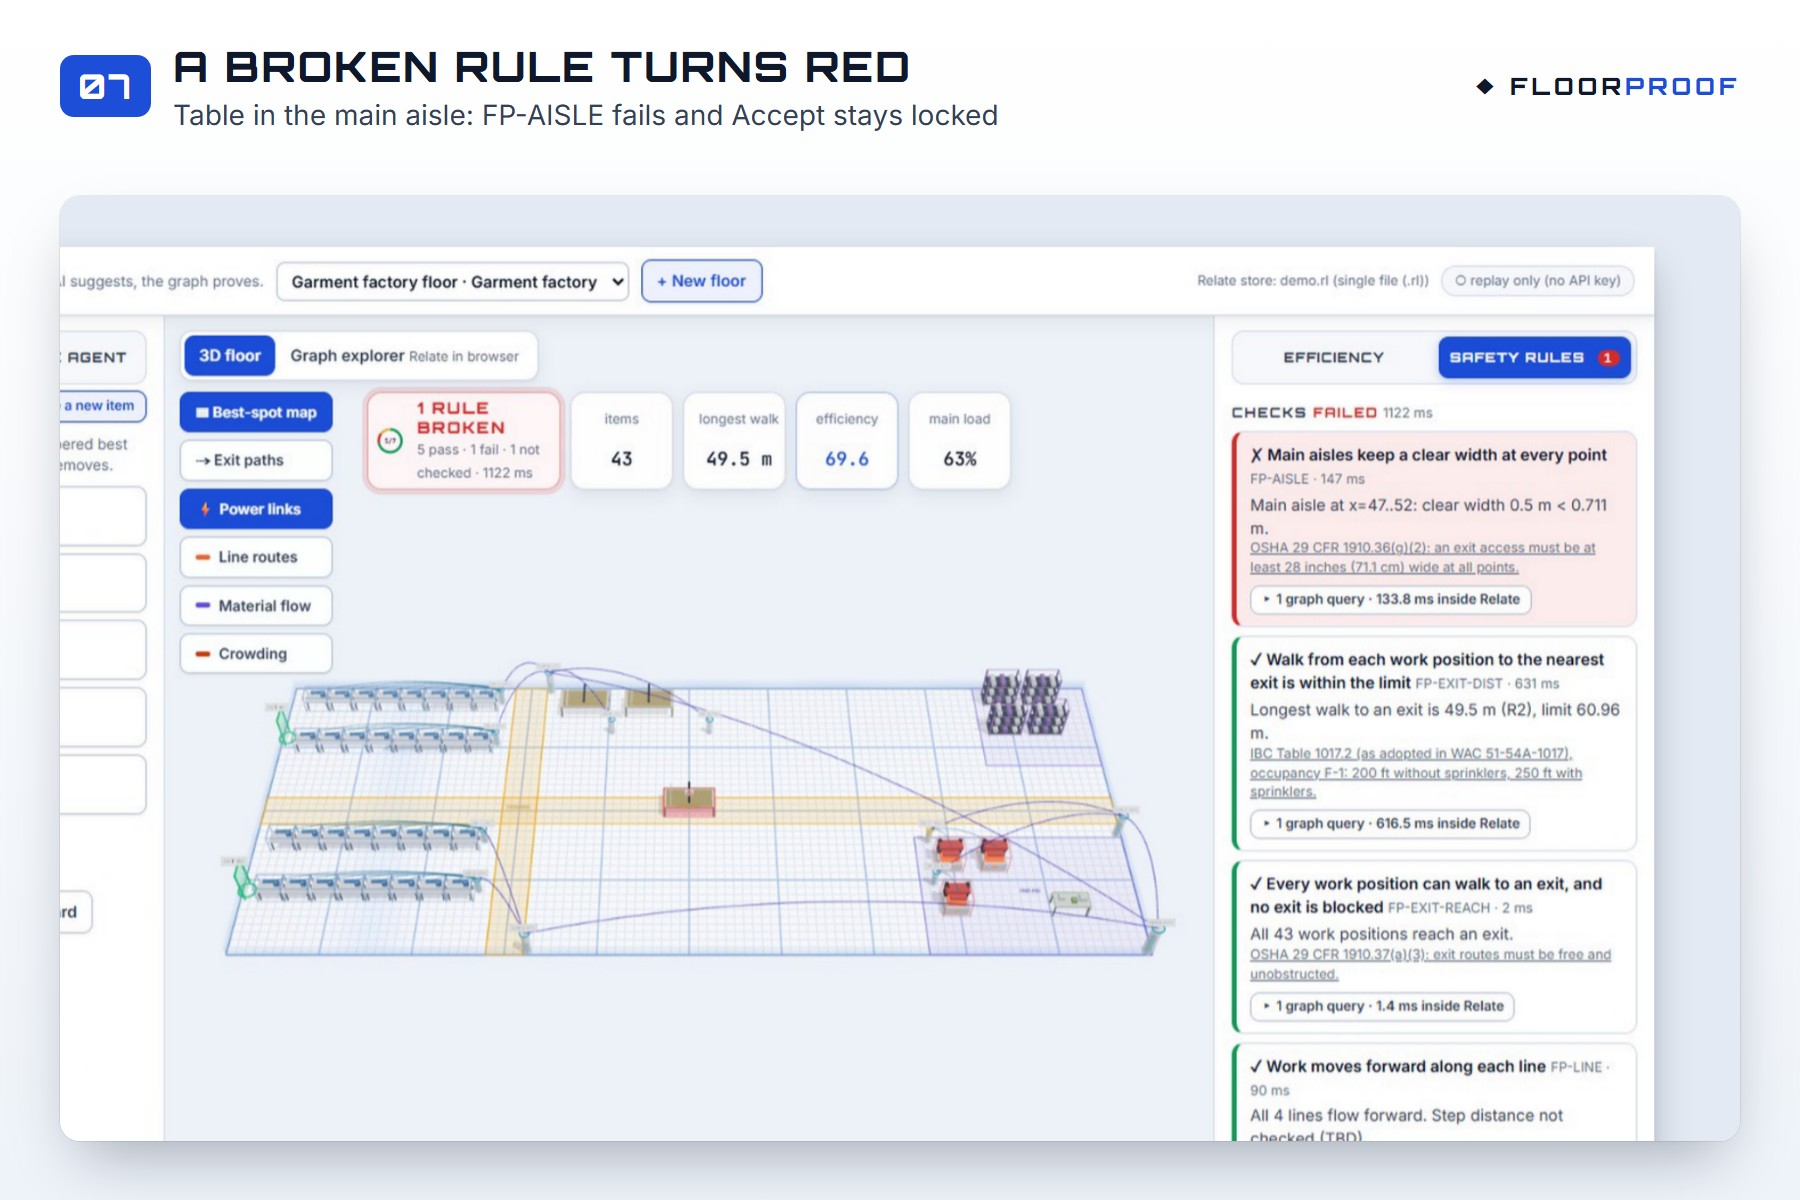 07
A BROKEN RULE TURNS RED
Table in the main aisle: FP-AISLE fails and Accept stays locked
◆ FLOORPROOF
suggests, the graph proves.
Garment factory floor · Garment factory
+ New floor
Relate store: demo.rl (single file (.rl))
replay only (no API key)
AGENT
a new item
best
3D floor
Graph explorer Relate in browser
Best-spot map
→ Exit paths
Power links
Line routes
Material flow
Crowding
5/7
1 RULE
BROKEN
5 pass · 1 fail · 1 not
checked · 1122 ms
items
43
longest walk
49.5 m
efficiency
69.6
main load
63%
EFFICIENCY
SAFETY RULES 1
CHECKS FAILED 1122 ms
✗ Main aisles keep a clear width at every point
FP-AISLE · 147 ms
Main aisle at x=47..52: clear width 0.5 m < 0.711
m.
OSHA 29 CFR 1910.36(g)(2): an exit access must be at
least 28 inches (71.1 cm) wide at all points.
‣ 1 graph query · 133.8 ms inside Relate
✓ Walk from each work position to the nearest
exit is within the limit FP-EXIT-DIST · 631 ms
Longest walk to an exit is 49.5 m (R2), limit 60.96
m.
IBC Table 1017.2 (as adopted in WAC 51-54A-1017),
occupancy F-1: 200 ft without sprinklers, 250 ft with
sprinklers.
‣ 1 graph query · 616.5 ms inside Relate
✓ Every work position can walk to an exit, and
no exit is blocked FP-EXIT-REACH · 2 ms
All 43 work positions reach an exit.
OSHA 29 CFR 1910.37(a)(3): exit routes must be free and
unobstructed.
‣ 1 graph query · 1.4 ms inside Relate
✓ Work moves forward along each line FP-LINE ·
90 ms
All 4 lines flow forward. Step distance not
checked (TBD)